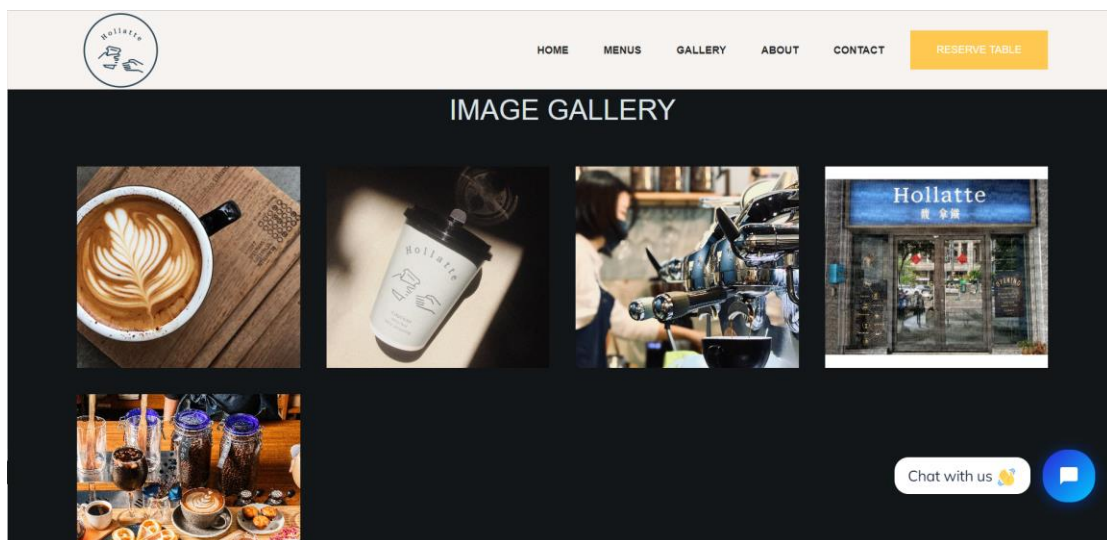 Hollatte
HOME
MENUS
GALLERY
ABOUT
CONTACT
RESERVE TABLE
IMAGE GALLERY
Hollatte
Hollatte
Chat with us 👋